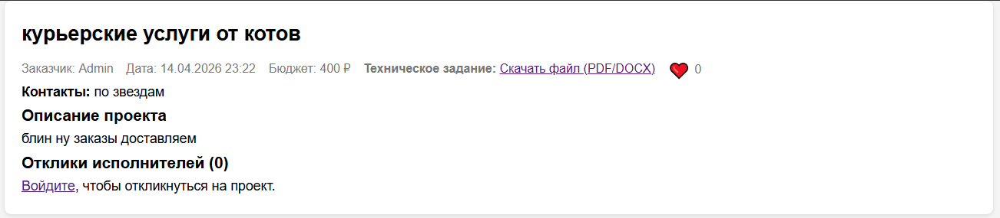 курьерские услуги от котов
Заказчик: Admin Дата: 14.04.2026 23:22 Бюджет: 400 ₽ Техническое задание: Скачать файл (PDF/DOCX) 0
Контакты: по звездам
Описание проекта
блин ну заказы доставляем
Отклики исполнителей (0)
Войдите, чтобы откликнуться на проект.